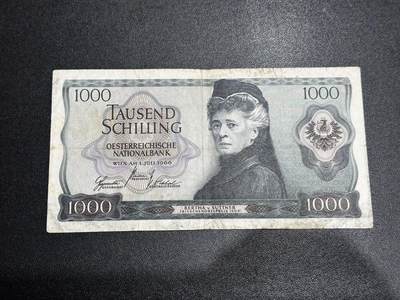 1000
1000
TAUSEND
SCHILLING
OESTERREICHISCHE
NATIONALBANK
WIEN, AM 1. JULI 1966
1000
BERTHA V. SUTTNER
1000